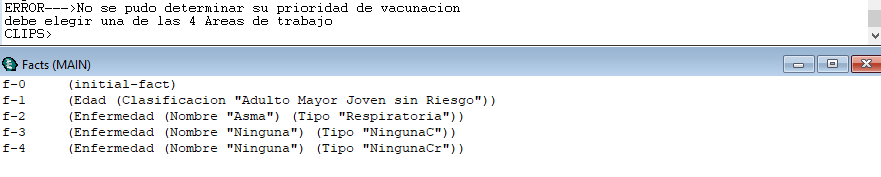 ERROR--->No se pudo determinar su prioridad de vacunacion
debe elegir una de las 4 Areas de trabajo
CLIPS>
Facts (MAIN)
f-0 (initial-fact)
f-1 (Edad (Clasificacion "Adulto Mayor Joven sin Riesgo"))
f-2 (Enfermedad (Nombre "Asma") (Tipo "Respiratoria"))
f-3 (Enfermedad (Nombre "Ninguna") (Tipo "NingunaC"))
f-4 (Enfermedad (Nombre "Ninguna") (Tipo "NingunaCr"))